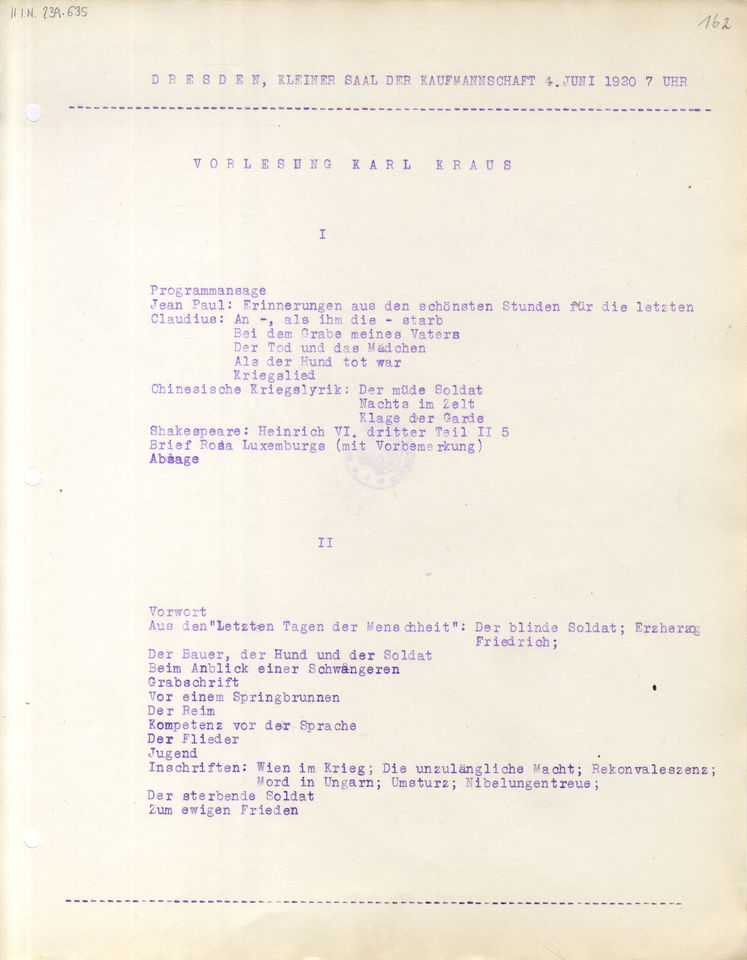 H.I.N. 239.635
162
D R E S D E N, KLEINER SAAL DER KAUFMANNSCHAFT 4. JUNI 1920 7 UHR
V O R L E S U N G   K A R L   K R A U S
I
Programmansage
Jean Paul: Erinnerungen aus den schönsten Stunden für die letzten
Claudius: An -, als ihm die - starb
Bei dem Grabe meines Vaters
Der Tod und das Mädchen
Als der Hund tot war
Kriegslied
Chinesische Kriegslyrik: Der müde Soldat
Nachts im Zelt
Klage der Garde
Shakespeare: Heinrich VI. dritter Teil II 5
Brief Rosa Luxemburgs (mit Vorbemerkung)
Absage
II
Vorwort
Aus den"Letzten Tagen der Menschheit": Der blinde Soldat; Erzherzog
Friedrich;
Der Bauer, der Hund und der Soldat
Beim Anblick einer Schwangeren
Grabschrift
Vor einem Springbrunnen
Der Reim
Kompetenz vor der Sprache
Der Flieder
Jugend
Inschriften: Wien im Krieg; Die unzulängliche Macht; Rekonvaleszenz;
Mord in Ungarn; Umsturz; Nibelungentreue;
Der sterbende Soldat
Zum ewigen Frieden